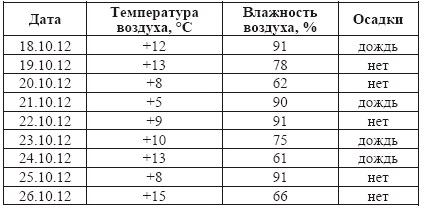 Дата Температура воздуха, °С Влажность воздуха, % Осадки
18.10.12 +12 91 дождь
19.10.12 +13 78 нет
20.10.12 +8 62 нет
21.10.12 +5 90 дождь
22.10.12 +9 91 нет
23.10.12 +10 75 дождь
24.10.12 +13 61 дождь
25.10.12 +8 91 нет
26.10.12 +15 66 нет